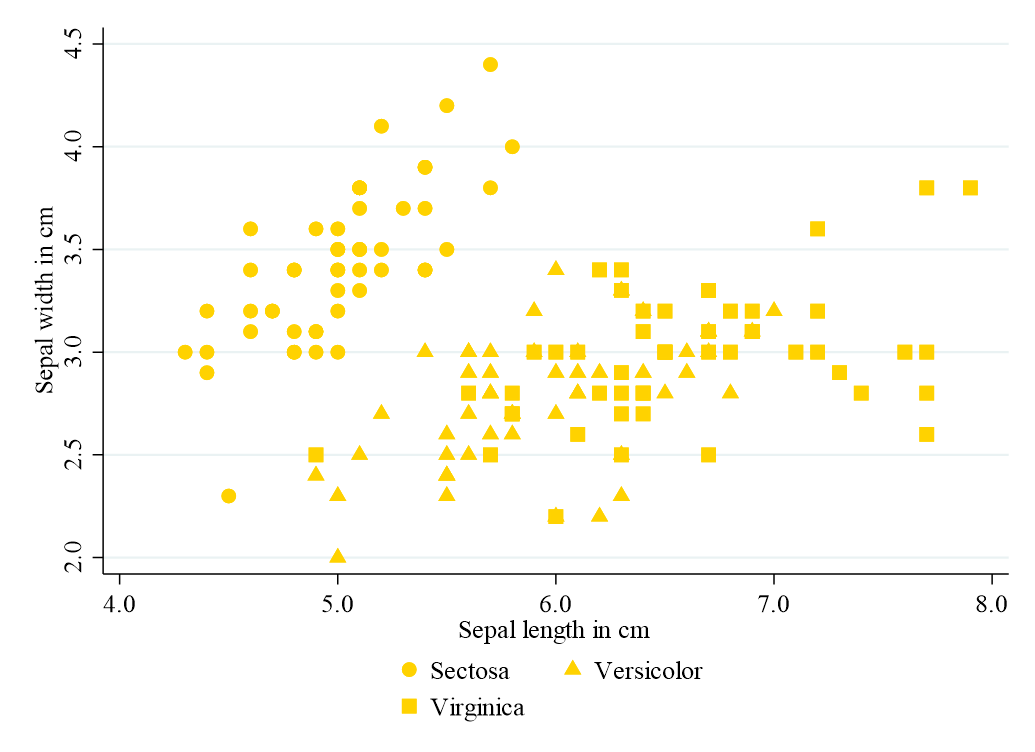 4.5
4.0
3.5
3.0
2.5
2.0
Sepal width in cm
4.0 5.0 6.0 7.0 8.0
Sepal length in cm
Sectosa Versicolor
Virginica